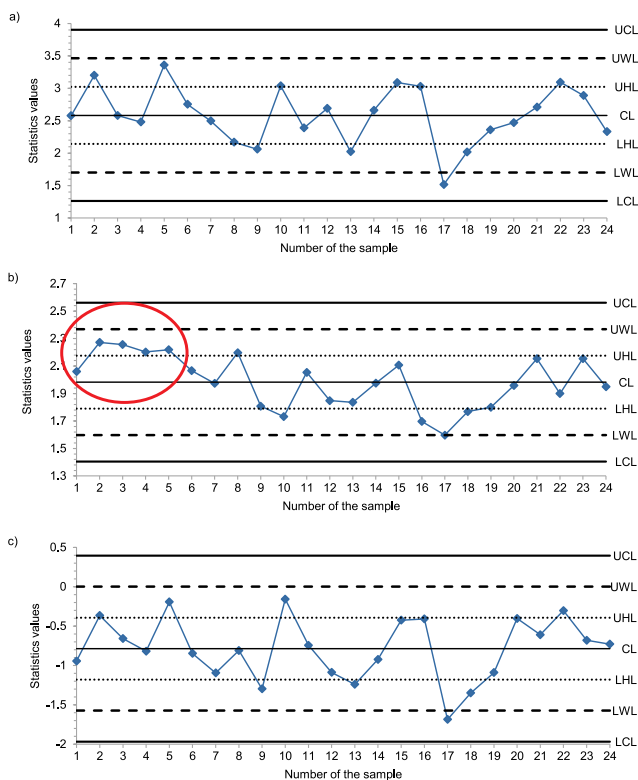 a)
Statistics values
4
3.5
3
2.5
2
1.5
1
UCL
UWL
UHL
CL
LHL
LWL
LCL
1 2 3 4 5 6 7 8 9 10 11 12 13 14 15 16 17 18 19 20 21 22 23 24
Number of the sample
b)
Statistics values
2.7
2.5
2.3
2.1
1.9
1.7
1.5
1.3
UCL
UWL
UHL
CL
LHL
LWL
LCL
1 2 3 4 5 6 7 8 9 10 11 12 13 14 15 16 17 18 19 20 21 22 23 24
Number of the sample
c)
Statistics values
0.5
0
-0.5
-1
-1.5
-2
UCL
UWL
UHL
CL
LHL
LWL
LCL
1 2 3 4 5 6 7 8 9 10 11 12 13 14 15 16 17 18 19 20 21 22 23 24
Number of the sample